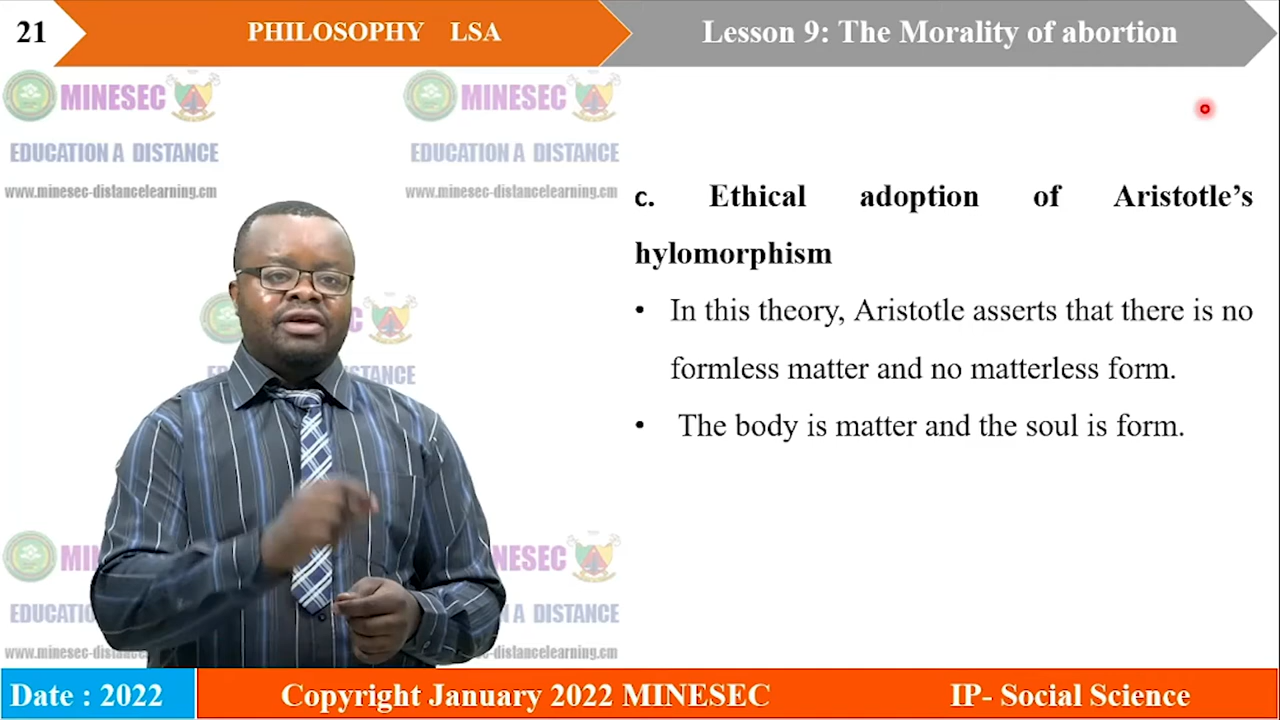 21
PHILOSOPHY LSA
Lesson 9: The Morality of abortion
MINESEC
EDUCATION A DISTANCE
www.minesec-distancelearning.cm
MINESEC
EDUCATION A DISTANCE
www.minesec-distancelearning.cm
c. Ethical adoption of Aristotle’s
hylomorphism
• In this theory, Aristotle asserts that there is no
formless matter and no matterless form.
• The body is matter and the soul is form.
Date : 2022
Copyright January 2022 MINESEC
IP- Social Science